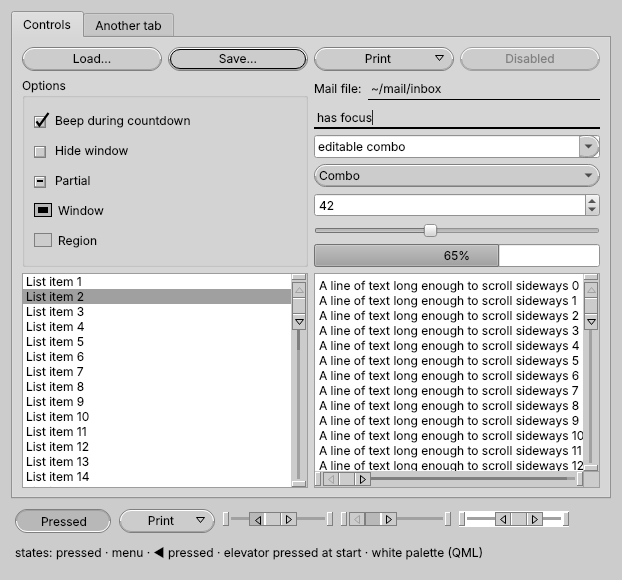 Controls
Another tab
Load...
Save...
Print
Disabled
Options
Beep during countdown
Hide window
Partial
Window
Region
Mail file: ~/mail/inbox
has focus
editable combo
Combo
42
65%
List item 1
List item 2
List item 3
List item 4
List item 5
List item 6
List item 7
List item 8
List item 9
List item 10
List item 11
List item 12
List item 13
List item 14
A line of text long enough to scroll sideways 0
A line of text long enough to scroll sideways 1
A line of text long enough to scroll sideways 2
A line of text long enough to scroll sideways 3
A line of text long enough to scroll sideways 4
A line of text long enough to scroll sideways 5
A line of text long enough to scroll sideways 6
A line of text long enough to scroll sideways 7
A line of text long enough to scroll sideways 8
A line of text long enough to scroll sideways 9
A line of text long enough to scroll sideways 10
A line of text long enough to scroll sideways 11
A line of text long enough to scroll sideways 12
Pressed
Print
states: pressed · menu · ◀ pressed · elevator pressed at start · white palette (QML)